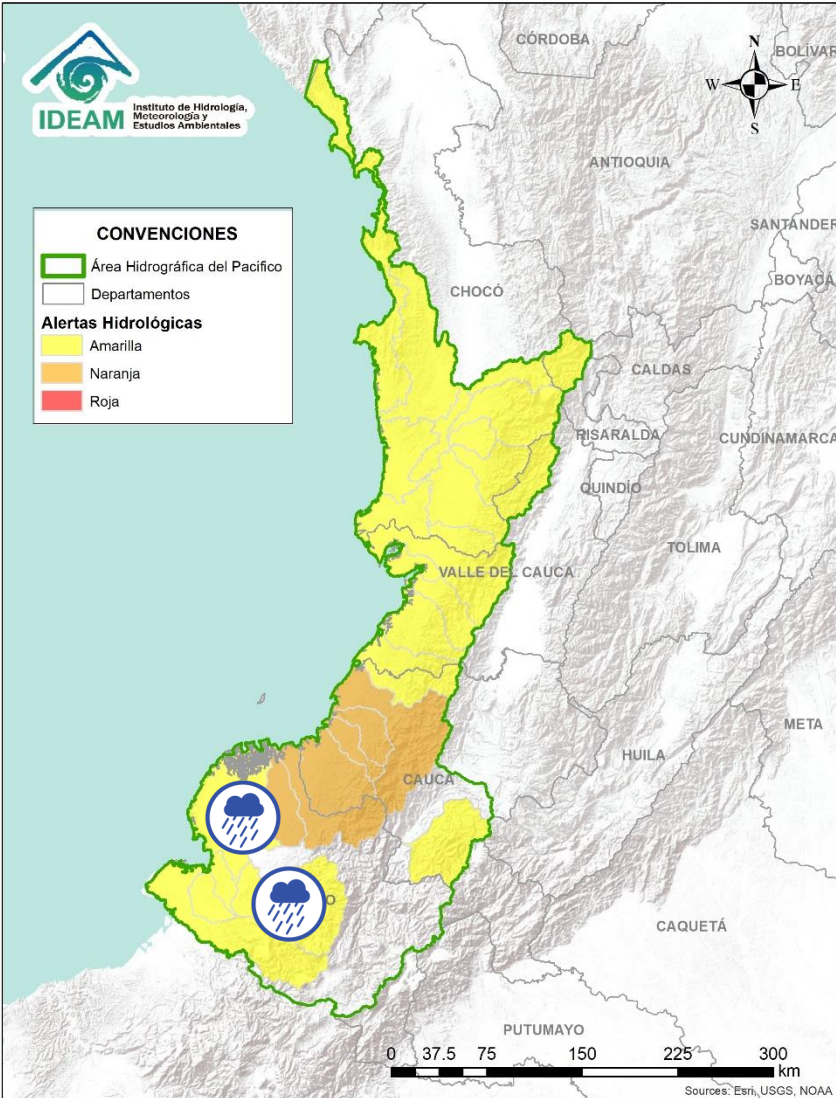 IDEAM
Instituto de Hidrología,
Meteorología y
Estudios Ambientales
N
W
E
S
CÓRDOBA
BOLÍVAR
ANTIOQUIA
SANTANDER
BOYACÁ
CHOCÓ
CONVENCIONES
Área Hidrográfica del Pacifico
Departamentos
Alertas Hidrológicas
Amarilla
Naranja
Roja
CALDAS
RISARALDA
CUNDINAMARCA
QUINDÍO
TOLIMA
VALLE DEL CAUCA
META
HUILA
CAUCA
O
CAQUETÁ
PUTUMAYO
0 37.5 75 150 225 300
km
Sources: Esri, USGS, NOAA